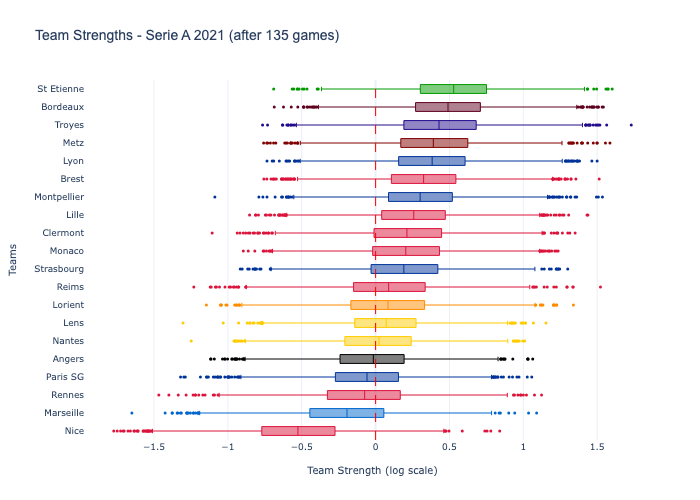 Team Strengths - Serie A 2021 (after 135 games)
St Etienne
Bordeaux
Troyes
Metz
Lyon
Brest
Montpellier
Lille
Clermont
Monaco
Strasbourg
Reims
Lorient
Lens
Nantes
Angers
Paris SG
Rennes
Marseille
Nice
Teams
−1.5 −1 −0.5 0 0.5 1 1.5
Team Strength (log scale)